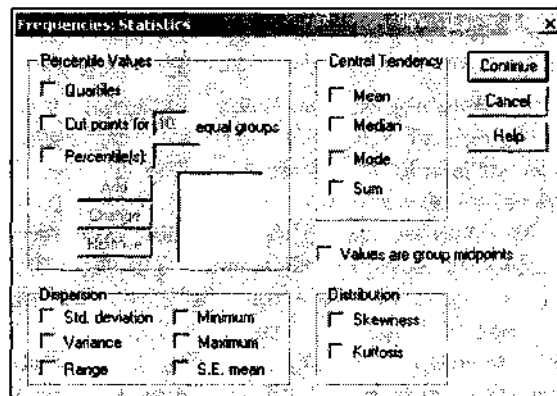 Frequencies: Statistics
Percentile Values
Quartiles
Cut points for 10 equal groups
Percentile(s):
Add
Change
Remove
Central Tendency
Mean
Median
Mode
Sum
Continue
Cancel
Help
Values are group midpoints
Dispersion
Std. deviation
Minimum
Variance
Maximum
Range
S.E. mean
Distribution
Skewness
Kurtosis